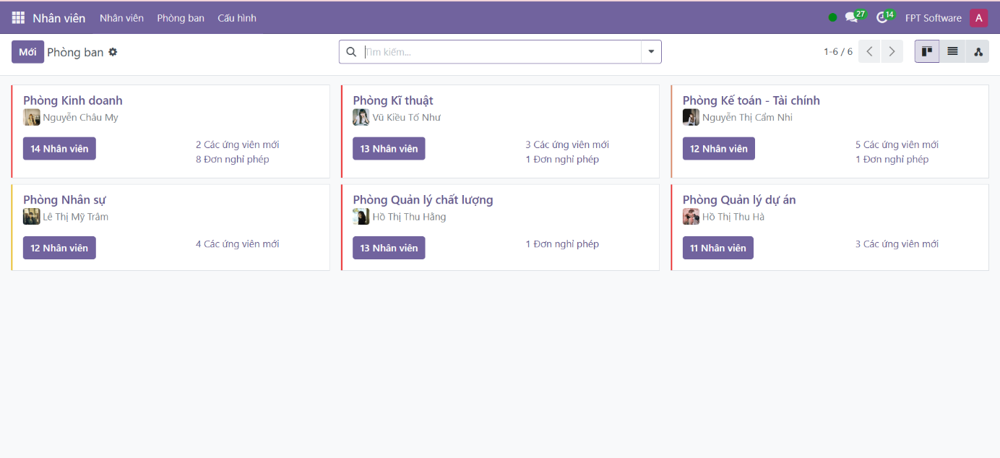 Nhân viên Nhân viên Phòng ban Cấu hình 27 14 FPT Software A
Mới Phòng ban Tìm kiếm... 1-6 / 6
Phòng Kinh doanh
Nguyễn Châu My
14 Nhân viên
2 Các ứng viên mới
8 Đơn nghỉ phép
Phòng Kĩ thuật
Vũ Kiều Tố Như
13 Nhân viên
3 Các ứng viên mới
1 Đơn nghỉ phép
Phòng Kế toán - Tài chính
Nguyễn Thị Cẩm Nhi
12 Nhân viên
5 Các ứng viên mới
1 Đơn nghỉ phép
Phòng Nhân sự
Lê Thị Mỹ Trâm
12 Nhân viên
4 Các ứng viên mới
Phòng Quản lý chất lượng
Hồ Thị Thu Hằng
13 Nhân viên
1 Đơn nghỉ phép
Phòng Quản lý dự án
Hồ Thị Thu Hà
11 Nhân viên
3 Các ứng viên mới